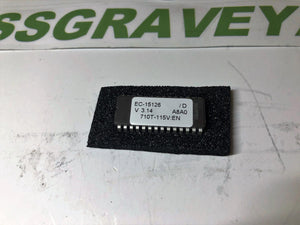 SSGRAVEY
EC-15126 /D
V 3.14 A8A0
710T-115V:EN